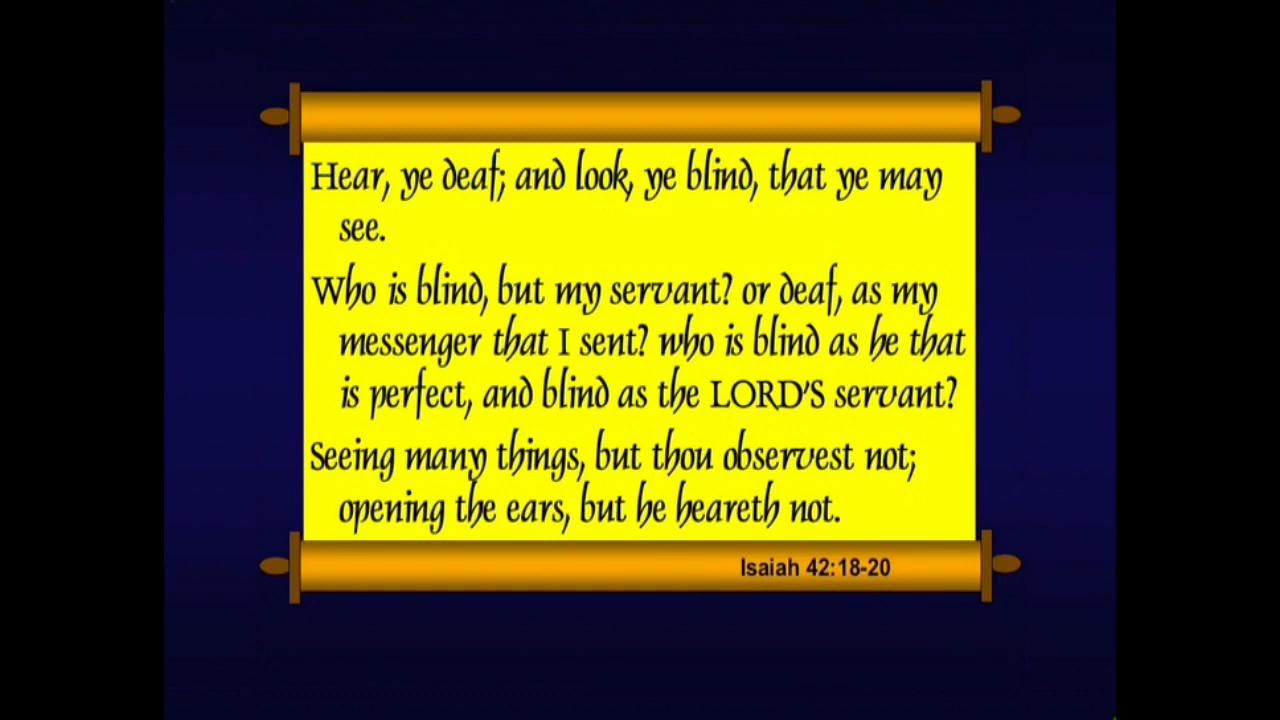 Hear, ye deaf; and look, ye blind, that ye may
see.
Who is blind, but my servant? or deaf, as my
messenger that I sent? who is blind as he that
is perfect, and blind as the LORD'S servant?
Seeing many things, but thou observest not;
opening the ears, but he heareth not.
Isaiah 42:18-20